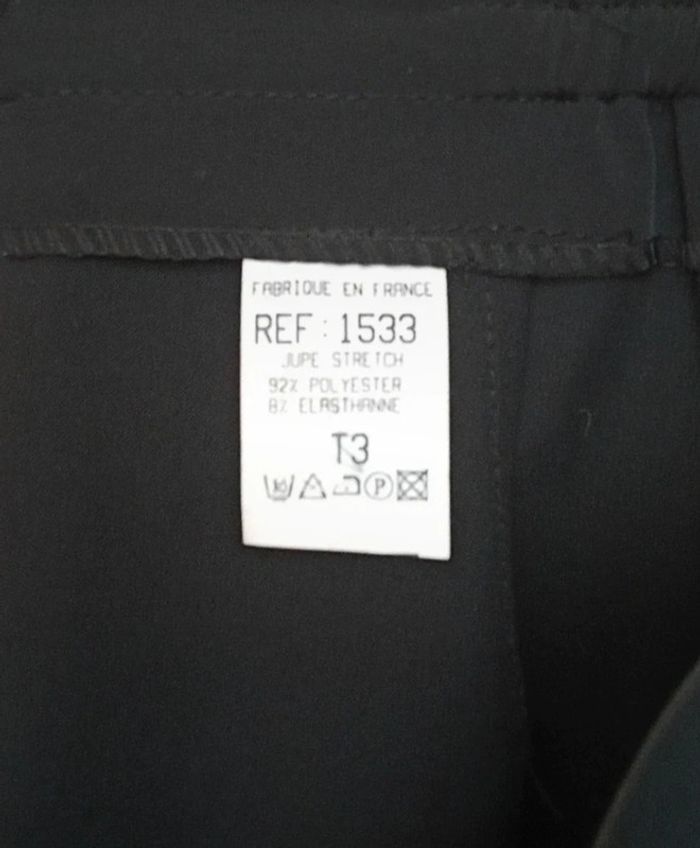 FABRIQUE EN FRANCE
REF : 1533
JUPE STRETCH
92% POLYESTER
8% ELASTHANNE
T3
P